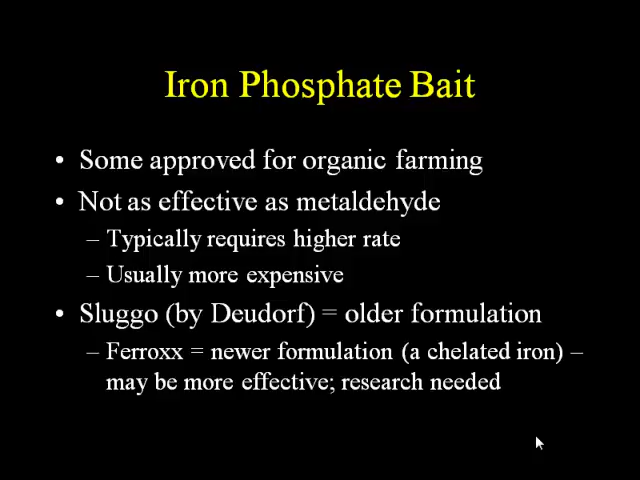 Iron Phosphate Bait
• Some approved for organic farming
• Not as effective as metaldehyde
– Typically requires higher rate
– Usually more expensive
• Sluggo (by Deudorf) = older formulation
– Ferroxx = newer formulation (a chelated iron) –
may be more effective; research needed